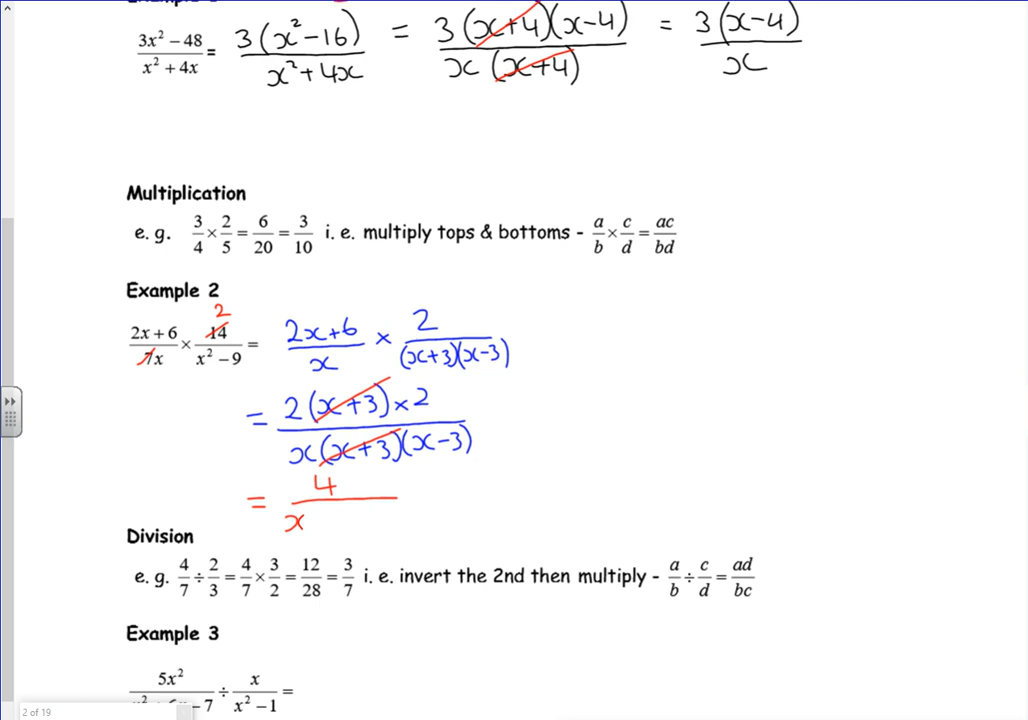 3x² – 48 / x² + 4x = 3(x²-16) / x²+4x = 3(x+4)(x-4) / x(x+4) = 3(x-4) / x
Multiplication
e. g. 3/4 × 2/5 = 6/20 = 3/10 i. e. multiply tops & bottoms - a/b × c/d = ac/bd
Example 2
2x + 6 / 7x × 14 / x² – 9 = 2x+6 / x × 2 / (x+3)(x-3)
2
= 2(x+3)×2 / x(x+3)(x-3)
= 4 / x
Division
e. g. 4/7 ÷ 2/3 = 4/7 × 3/2 = 12/28 = 3/7 i. e. invert the 2nd then multiply - a/b ÷ c/d = ad/bc
Example 3
5x² / – 7 ÷ x / x² – 1 =
2 of 19